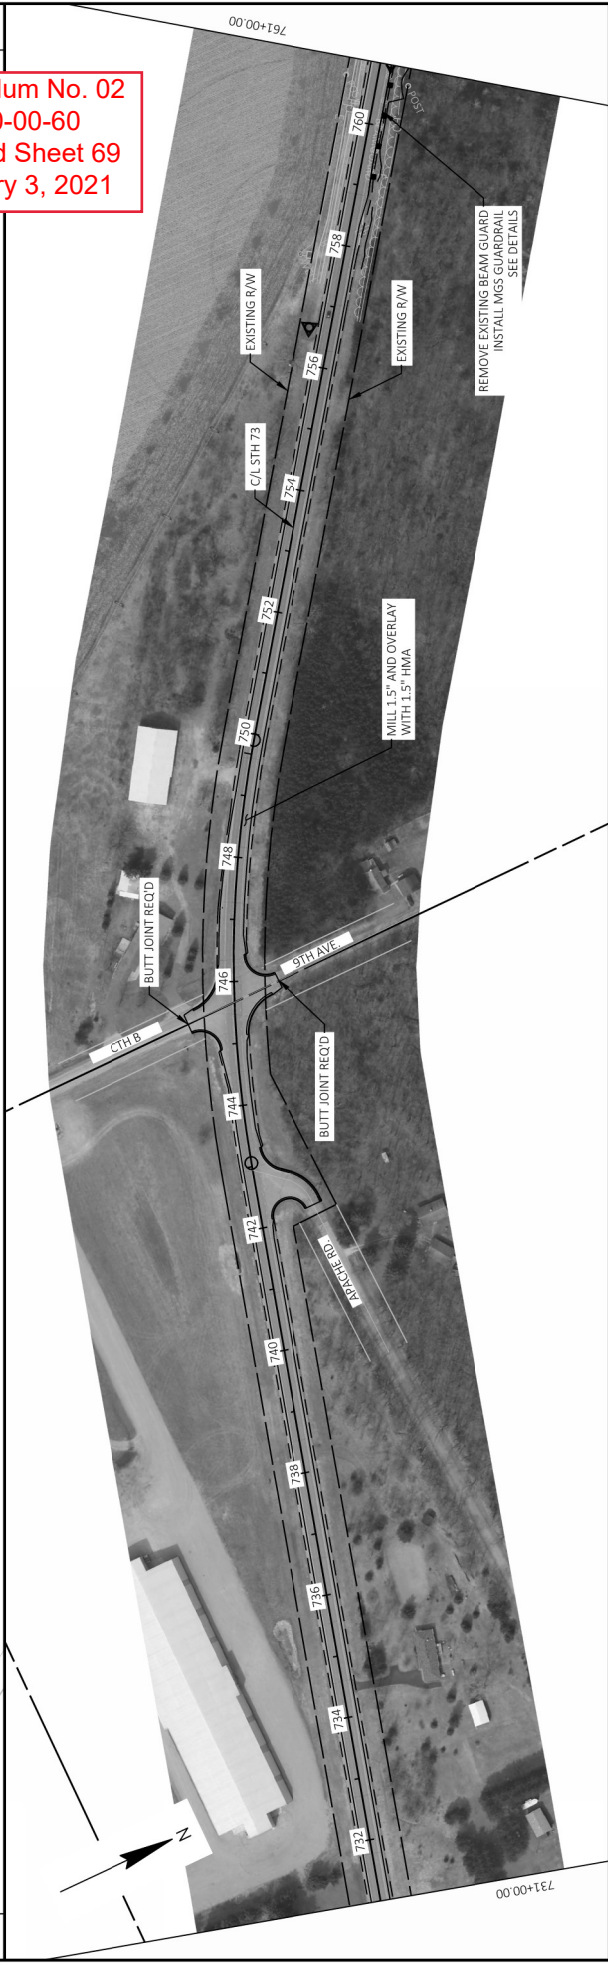 761+00.00
lum No. 02
0-00-60
d Sheet 69
ry 3, 2021
760
POST
758
REMOVE EXISTING BEAM GUARD
INSTALL MGS GUARDRAIL
SEE DETAILS
EXISTING R/W
EXISTING R/W
756
C/L STH 73
754
752
MILL 1.5" AND OVERLAY
WITH 1.5" HMA
750
748
BUTT JOINT REQ'D
9TH AVE.
746
CTH B
BUTT JOINT REQ'D
744
742
APACHE RD.
740
738
736
734
N
732
731+00.00